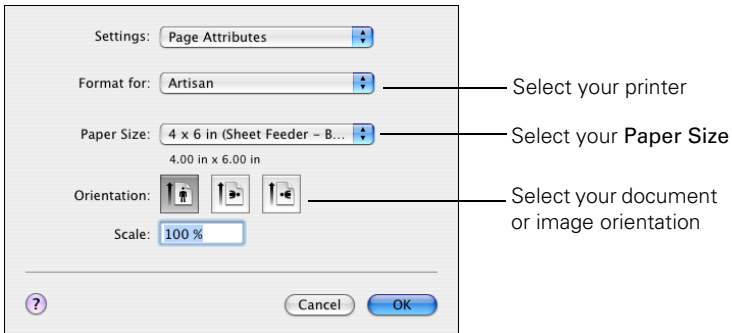 Settings: Page Attributes
Format for: Artisan
Select your printer
Paper Size: 4 x 6 in (Sheet Feeder – B...
Select your Paper Size
4.00 in x 6.00 in
Orientation:
Select your document
or image orientation
Scale: 100 %
? Cancel OK